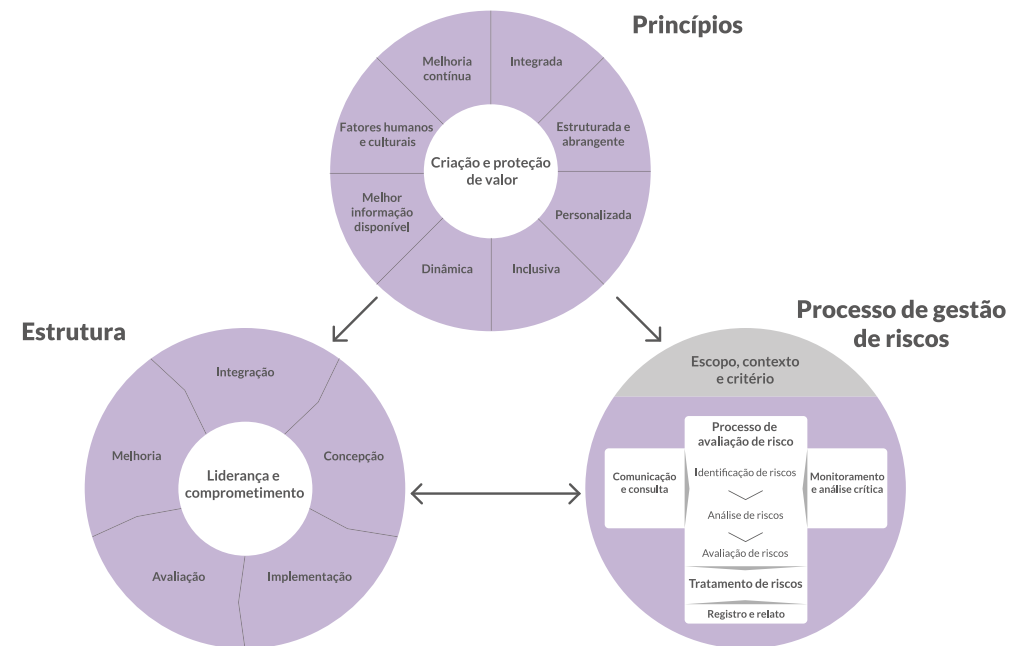 Princípios
Melhoria
contínua
Integrada
Fatores humanos
e culturais
Estruturada e
abrangente
Criação e proteção
de valor
Melhor
informação
disponível
Personalizada
Dinâmica
Inclusiva
Estrutura
Integração
Melhoria
Concepção
Liderança e
comprometimento
Avaliação
Implementação
Processo de gestão
de riscos
Escopo, contexto
e critério
Processo de
avaliação de risco
Comunicação
e consulta
Identificação de riscos
Monitoramento
e análise crítica
Análise de riscos
Avaliação de riscos
Tratamento de riscos
Registro e relato